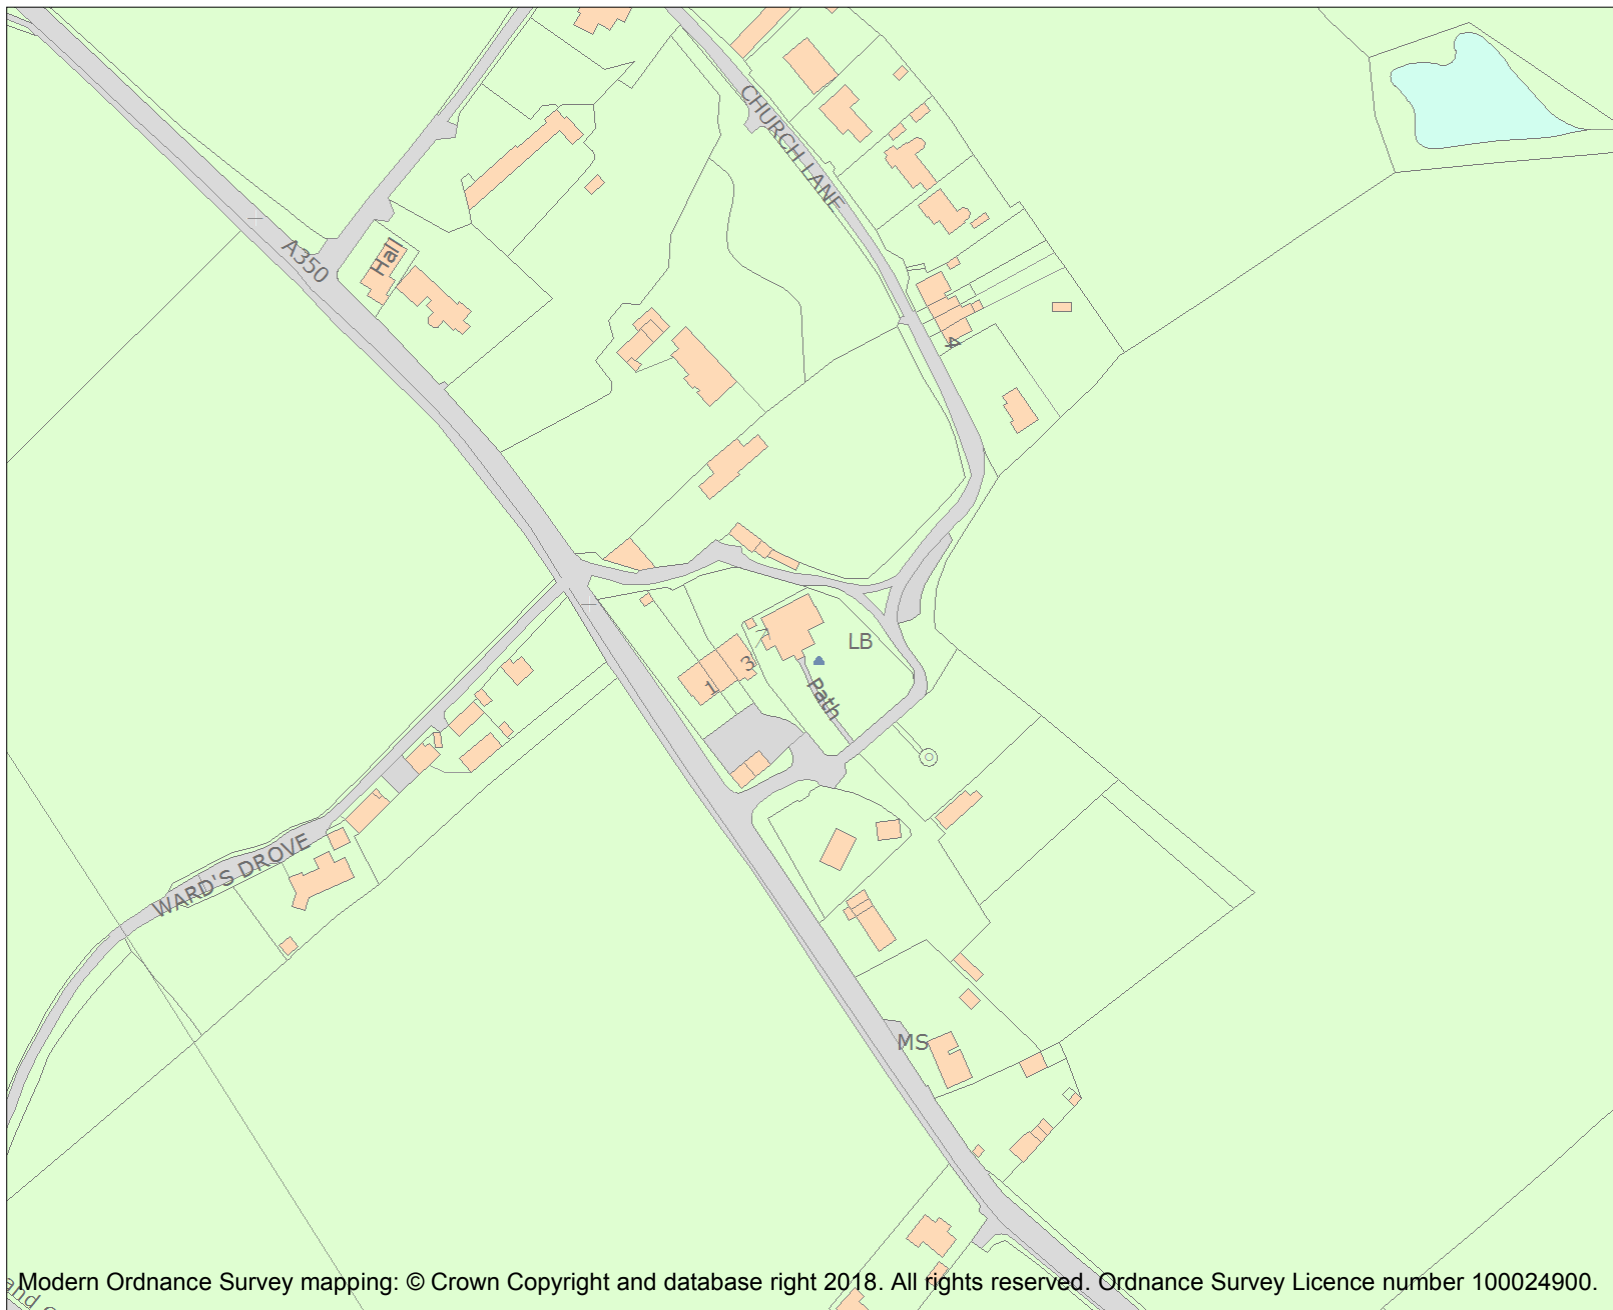 CHURCH LANE
A350
Hall
4
LB
7
3
1
Path
WARD'S DROVE
MS
Modern Ordnance Survey mapping: © Crown Copyright and database right 2018. All rights reserved. Ordnance Survey Licence number 100024900.